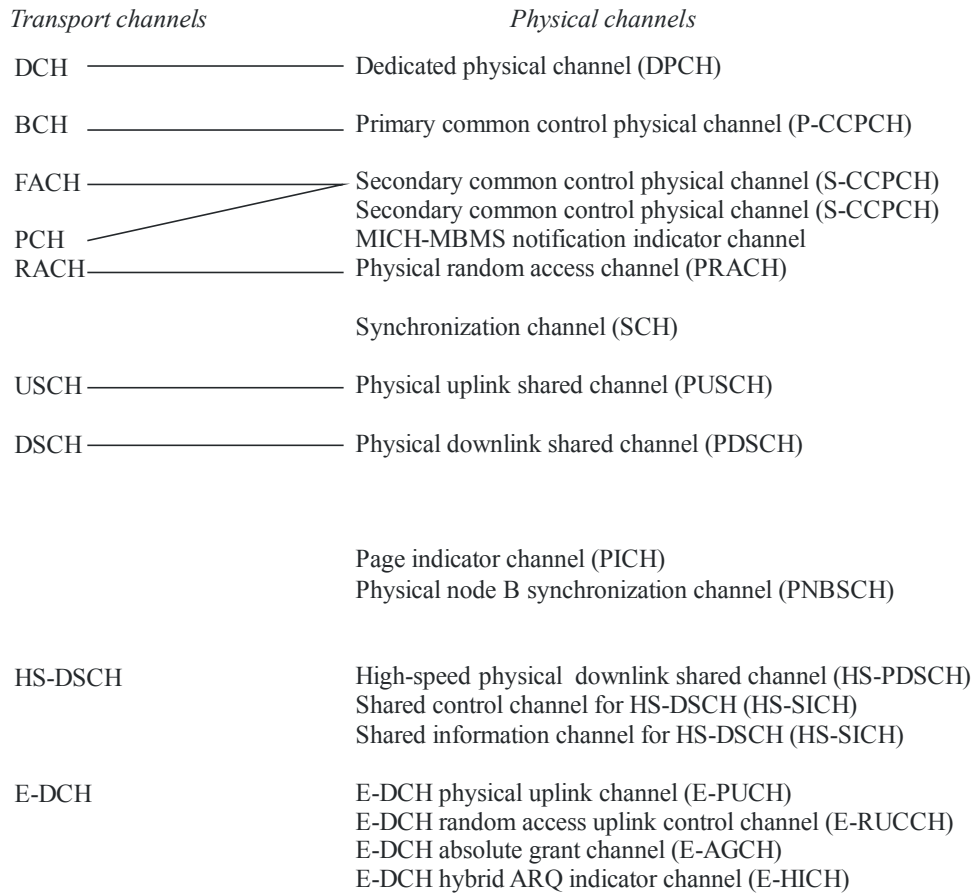 Transport channels Physical channels
DCH Dedicated physical channel (DPCH)
BCH Primary common control physical channel (P-CCPCH)
FACH Secondary common control physical channel (S-CCPCH)
Secondary common control physical channel (S-CCPCH)
PCH MICH-MBMS notification indicator channel
RACH Physical random access channel (PRACH)
Synchronization channel (SCH)
USCH Physical uplink shared channel (PUSCH)
DSCH Physical downlink shared channel (PDSCH)
Page indicator channel (PICH)
Physical node B synchronization channel (PNBSCH)
HS-DSCH High-speed physical downlink shared channel (HS-PDSCH)
Shared control channel for HS-DSCH (HS-SICH)
Shared information channel for HS-DSCH (HS-SICH)
E-DCH E-DCH physical uplink channel (E-PUCH)
E-DCH random access uplink control channel (E-RUCCH)
E-DCH absolute grant channel (E-AGCH)
E-DCH hybrid ARQ indicator channel (E-HICH)